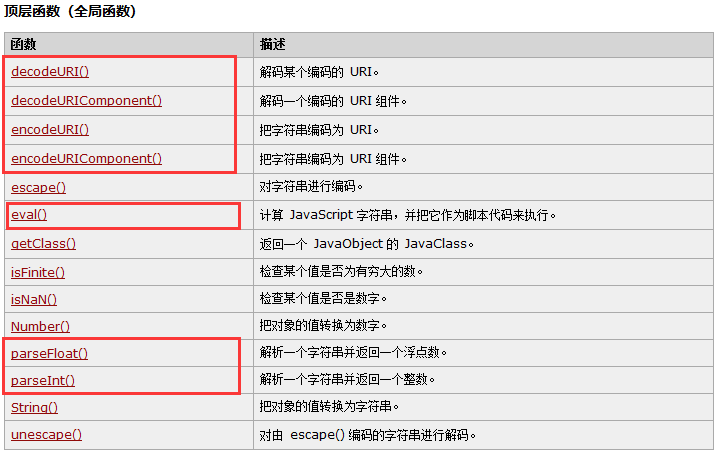 顶层函数（全局函数）
函数 描述
decodeURI() 解码某个编码的 URI。
decodeURIComponent() 解码一个编码的 URI 组件。
encodeURI() 把字符串编码为 URI。
encodeURIComponent() 把字符串编码为 URI 组件。
escape() 对字符串进行编码。
eval() 计算 JavaScript 字符串，并把它作为脚本代码来执行。
getClass() 返回一个 JavaObject 的 JavaClass。
isFinite() 检查某个值是否为有穷大的数。
isNaN() 检查某个值是否是数字。
Number() 把对象的值转换为数字。
parseFloat() 解析一个字符串并返回一个浮点数。
parseInt() 解析一个字符串并返回一个整数。
String() 把对象的值转换为字符串。
unescape() 对由 escape() 编码的字符串进行解码。